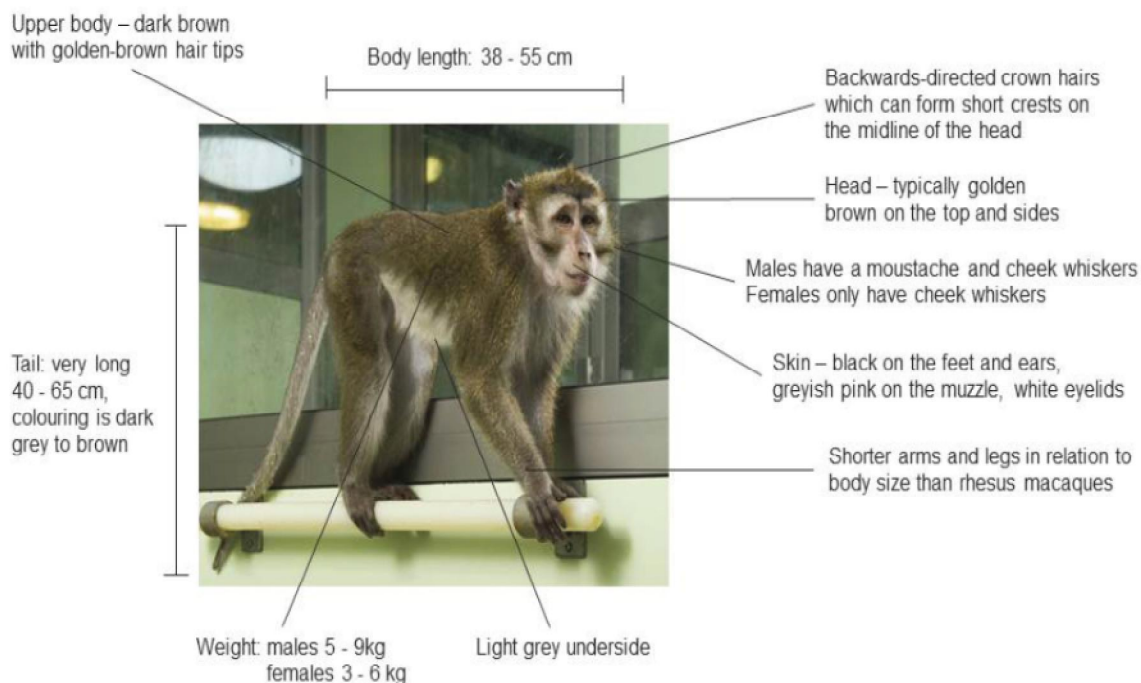 Upper body – dark brown
with golden-brown hair tips
Body length: 38 - 55 cm
Backwards-directed crown hairs
which can form short crests on
the midline of the head
Head – typically golden
brown on the top and sides
Males have a moustache and cheek whiskers
Females only have cheek whiskers
Tail: very long
40 - 65 cm,
colouring is dark
grey to brown
Skin – black on the feet and ears,
greyish pink on the muzzle, white eyelids
Shorter arms and legs in relation to
body size than rhesus macaques
Weight: males 5 - 9kg
females 3 - 6 kg
Light grey underside